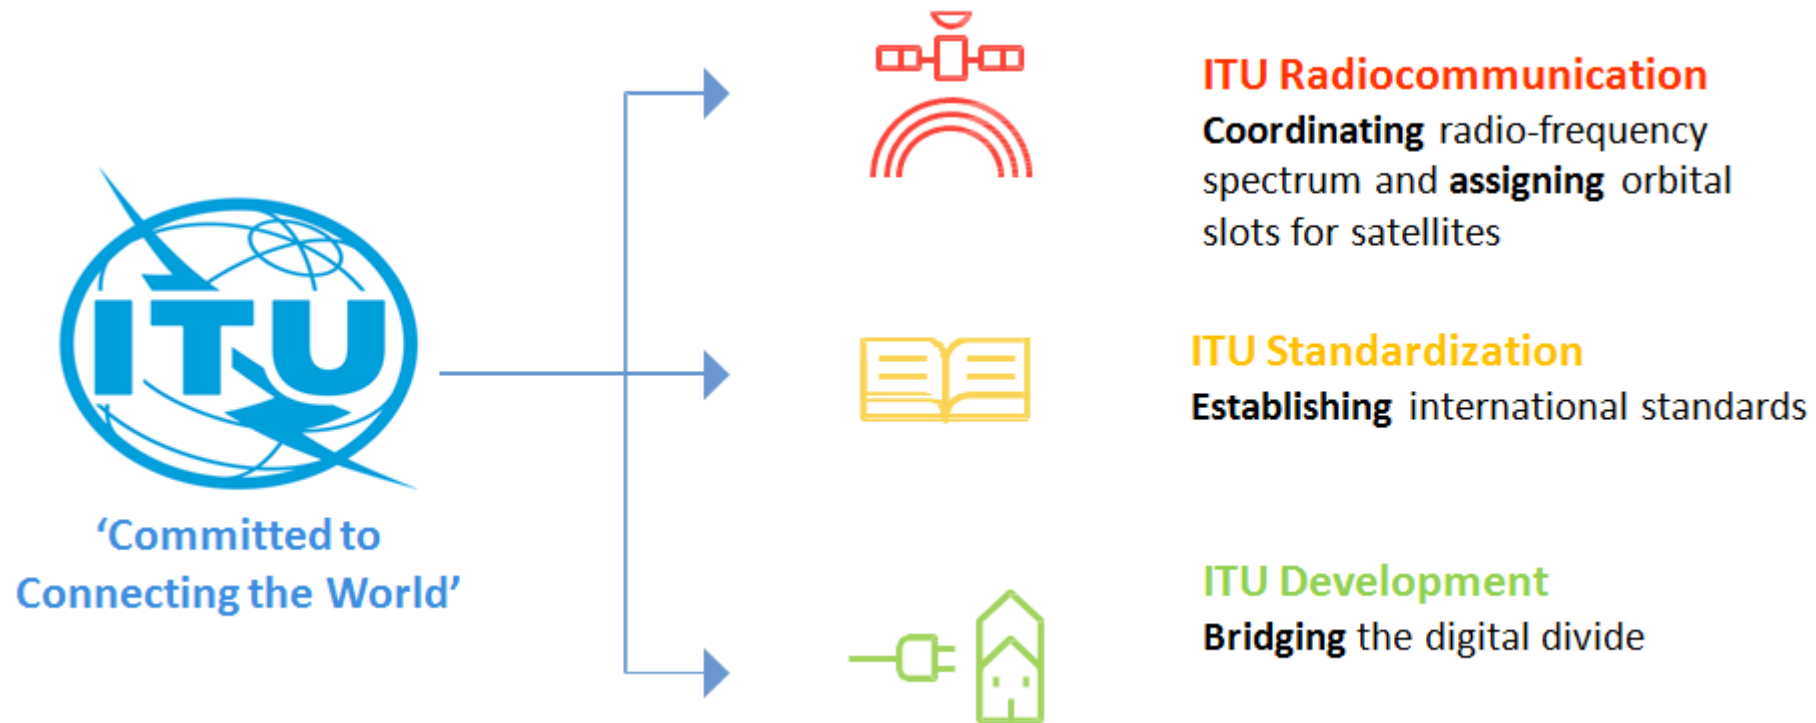 ITU
‘Committed to
Connecting the World’
ITU Radiocommunication
Coordinating radio-frequency
spectrum and assigning orbital
slots for satellites
ITU Standardization
Establishing international standards
ITU Development
Bridging the digital divide